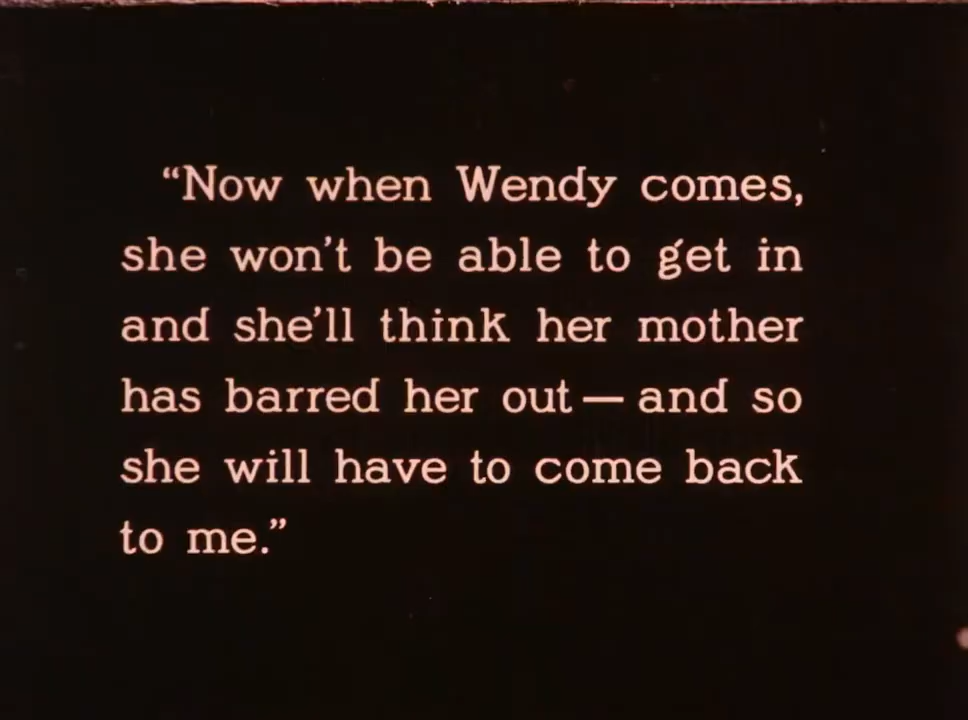 “Now when Wendy comes,
she won’t be able to get in
and she’ll think her mother
has barred her out — and so
she will have to come back
to me.”